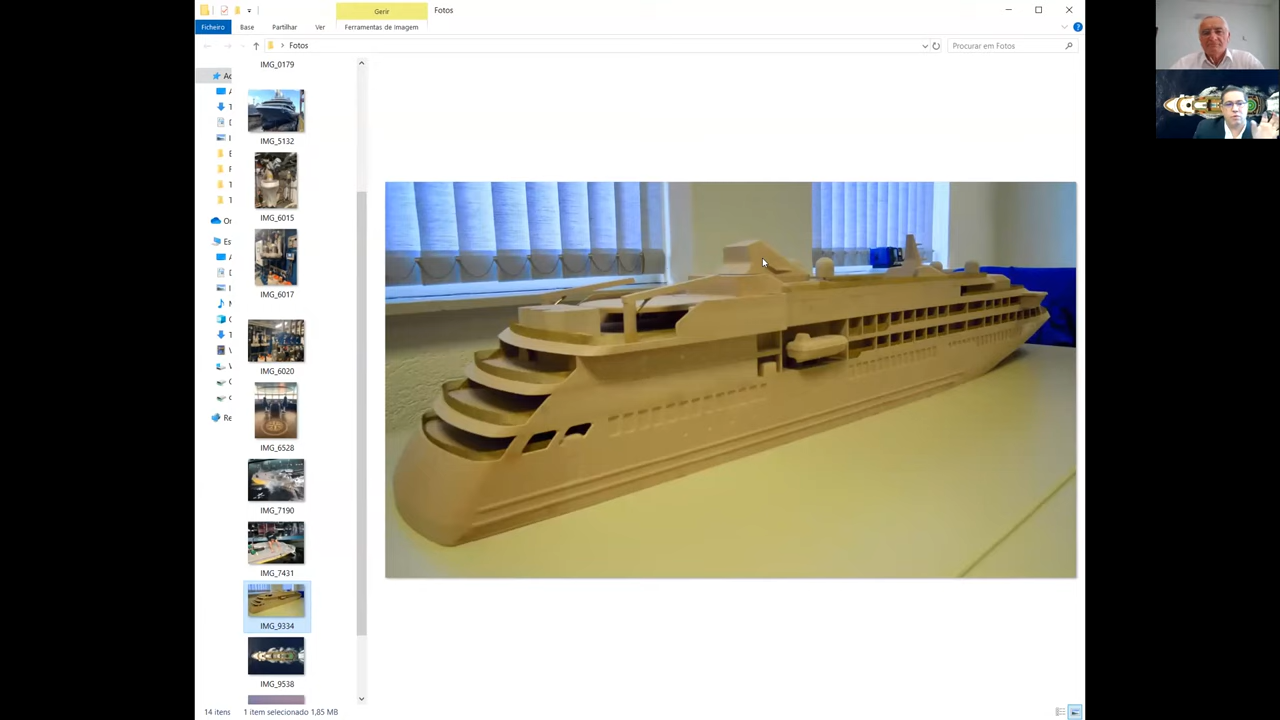 Gerir
Fotos
Ficheiro
Base
Partilhar
Ver
Ferramentas de Imagem
Fotos
Procurar em Fotos
IMG_0179
IMG_5132
IMG_6015
IMG_6017
IMG_6020
IMG_6528
IMG_7190
IMG_7431
IMG_9334
IMG_9538
14 itens
1 item selecionado 1,85 MB